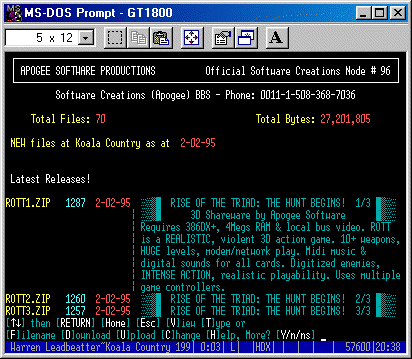 MS-DOS Prompt - GT1800
5 x 12
A
APOGEE SOFTWARE PRODUCTIONS Official Software Creations Node # 96
Software Creations (Apogee) BBS - Phone: 0011-1-508-368-7036
Total Files: 70 Total Bytes: 27,201,805
NEW files at Koala Country as at 2-02-95
Latest Releases!
ROTT1.ZIP 1287 2-02-95 RISE OF THE TRIAD: THE HUNT BEGINS! 1/3
3D Shareware by Apogee Software
Requires 386DX+, 4Megs RAM & local bus video. ROTT
is a REALISTIC, violent 3D action game. 10+ weapons,
HUGE levels, modem/network play. Midi music &
digital sounds for all cards. Digitized enemies,
INTENSE ACTION, realistic playability. Uses multiple
game controllers.
ROTT2.ZIP 1260 2-02-95 RISE OF THE TRIAD: THE HUNT BEGINS! 2/3
ROTT3.ZIP 1257 2-02-95 RISE OF THE TRIAD: THE HUNT BEGINS! 3/3
[↑↓] then [RETURN] [Home] [Esc] [V]iew [T]ype or
[F]ilename [D]ownload [U]pload [C]hange [H]elp, More? [Y/n/ns] _
Warren Leadbeatter Koala Country 199 0:03 L HDX 57600 20:38